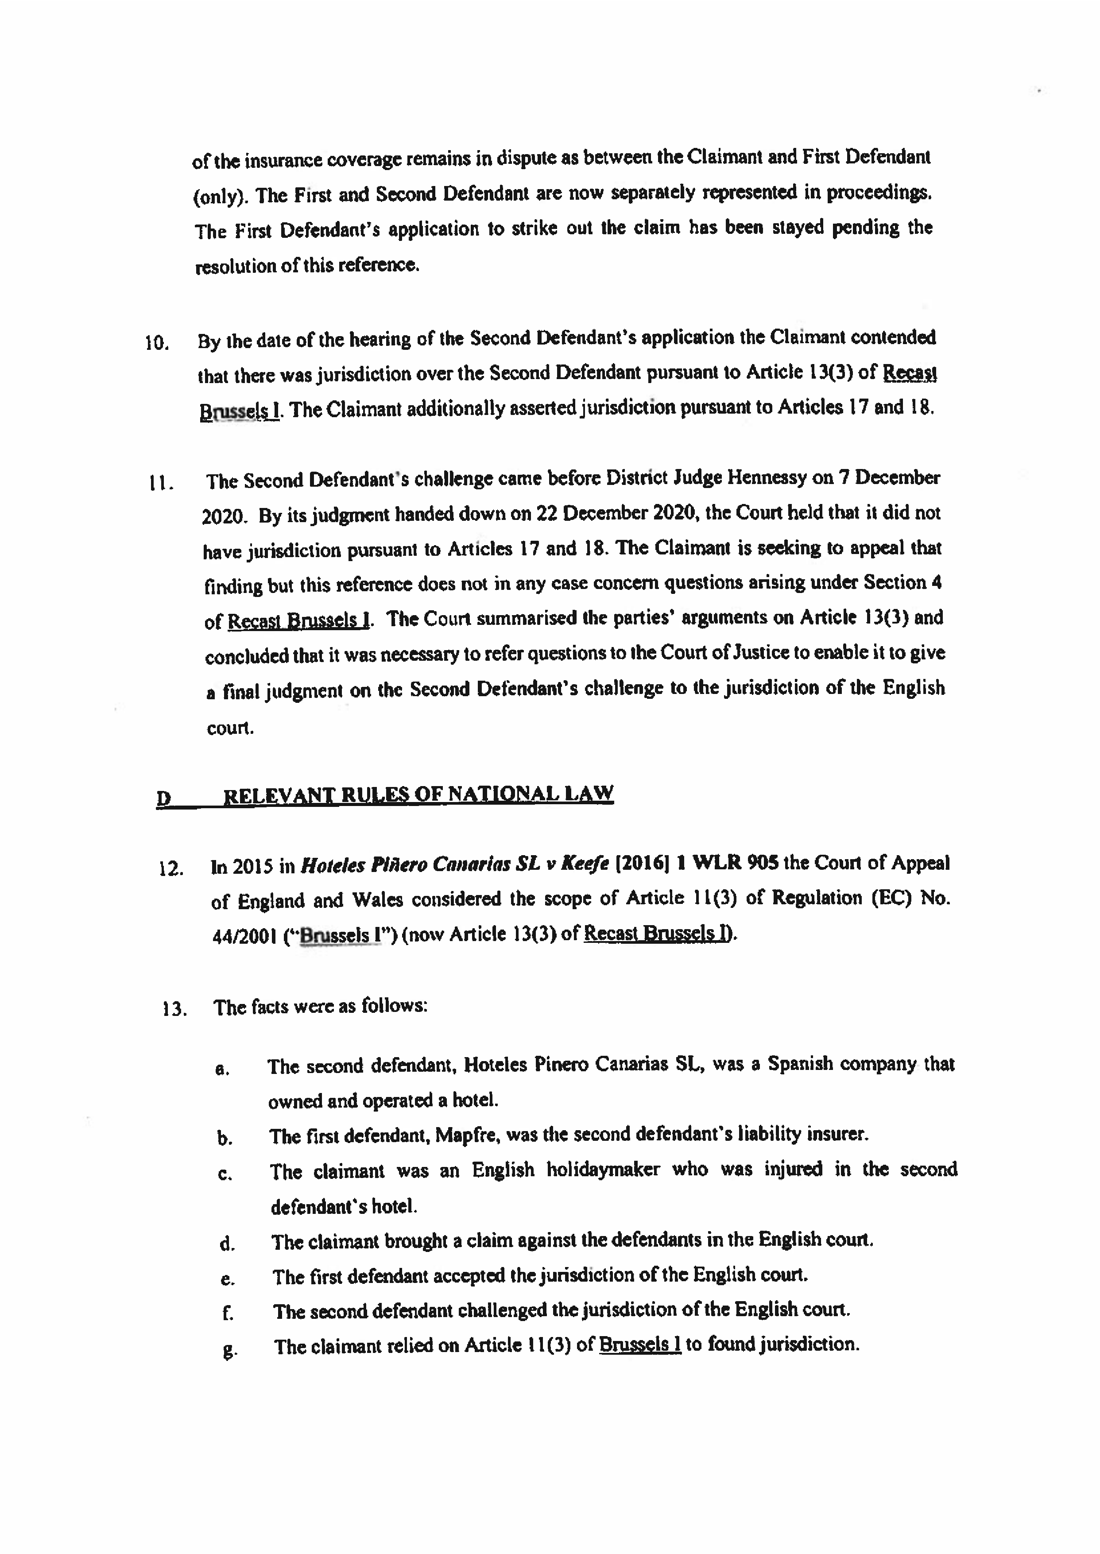 of the insurance coverage remains in dispute as between the Claimant and First Defendant
(only). The First and Second Defendant are now separately represented in proceedings.
The First Defendant's application to strike out the claim has been stayed pending the
resolution of this reference.
10. By the date of the hearing of the Second Defendant's application the Claimant contended
that there was jurisdiction over the Second Defendant pursuant to Article 13(3) of Recast
Brussels I. The Claimant additionally asserted jurisdiction pursuant to Articles 17 and 18.
11. The Second Defendant's challenge came before District Judge Hennessy on 7 December
2020. By its judgment handed down on 22 December 2020, the Court held that it did not
have jurisdiction pursuant to Articles 17 and 18. The Claimant is seeking to appeal that
finding but this reference does not in any case concern questions arising under Section 4
of Recast Brussels I. The Court summarised the parties' arguments on Article 13(3) and
concluded that it was necessary to refer questions to the Court of Justice to enable it to give
a final judgment on the Second Defendant's challenge to the jurisdiction of the English
court.
D RELEVANT RULES OF NATIONAL LAW
12. In 2015 in Hoteles Piñero Canarias SL v Keefe [2016] 1 WLR 905 the Court of Appeal
of England and Wales considered the scope of Article 11(3) of Regulation (EC) No.
44/2001 ("Brussels I") (now Article 13(3) of Recast Brussels I).
13. The facts were as follows:
a. The second defendant, Hoteles Pinero Canarias SL, was a Spanish company that
owned and operated a hotel.
b. The first defendant, Mapfre, was the second defendant's liability insurer.
c. The claimant was an English holidaymaker who was injured in the second
defendant's hotel.
d. The claimant brought a claim against the defendants in the English court.
e. The first defendant accepted the jurisdiction of the English court.
f. The second defendant challenged the jurisdiction of the English court.
g. The claimant relied on Article 11(3) of Brussels I to found jurisdiction.